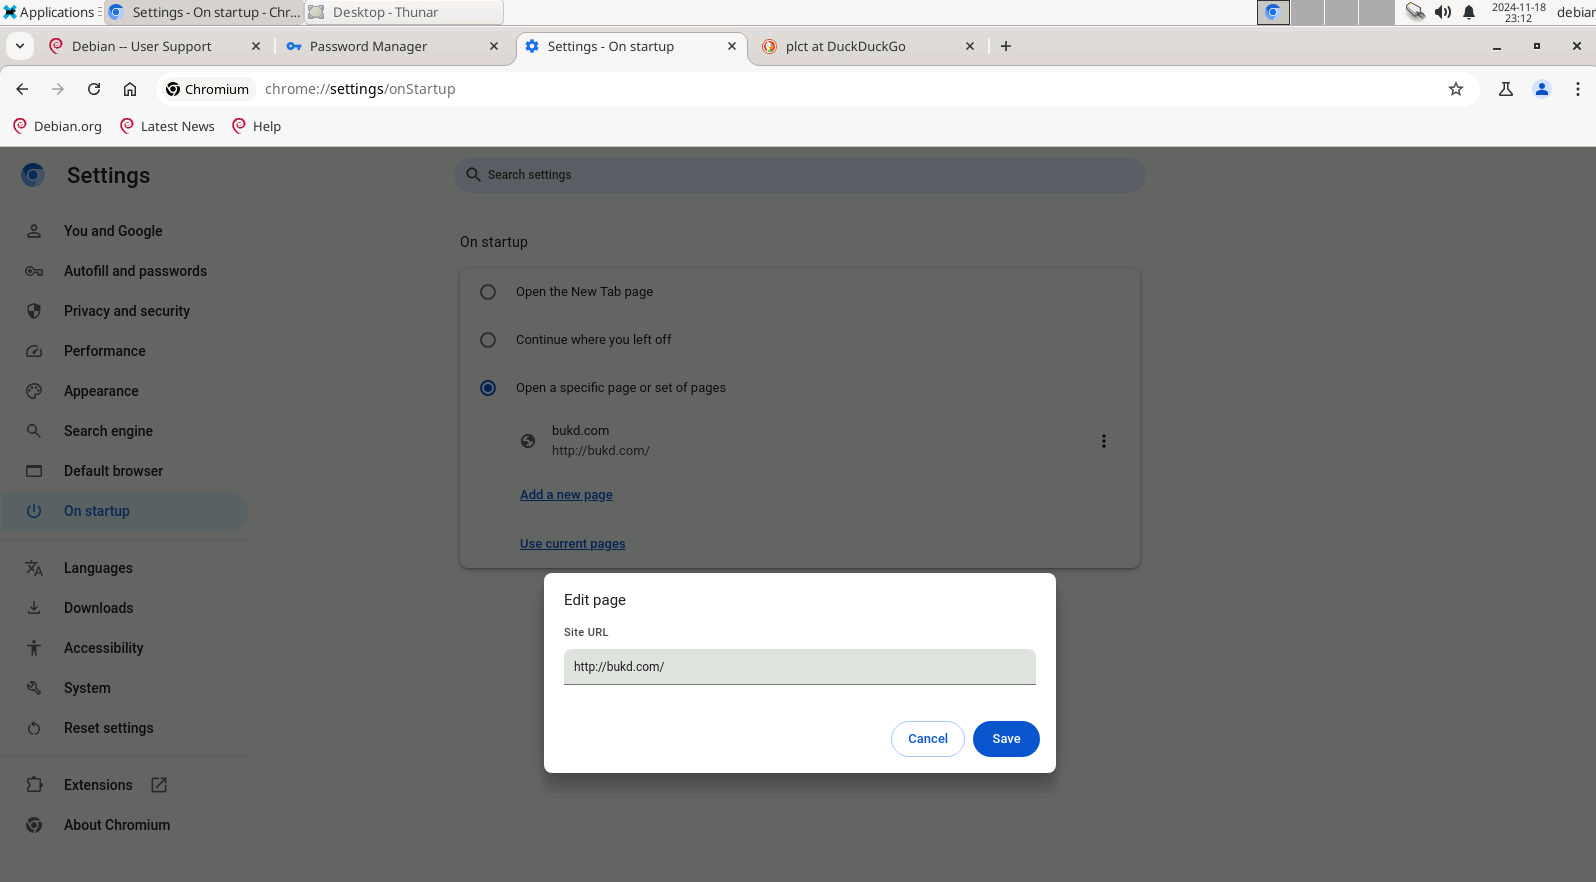 Applications
Settings - On startup - Chr...
Desktop - Thunar
2024-11-18
23:12
debian
Debian -- User Support
Password Manager
Settings - On startup
plct at DuckDuckGo
Chromium
chrome://settings/onStartup
Debian.org
Latest News
Help
Settings
Search settings
You and Google
Autofill and passwords
Privacy and security
Performance
Appearance
Search engine
Default browser
On startup
Languages
Downloads
Accessibility
System
Reset settings
Extensions
About Chromium
On startup
Open the New Tab page
Continue where you left off
Open a specific page or set of pages
bukd.com
http://bukd.com/
Add a new page
Use current pages
Edit page
Site URL
http://bukd.com/
Cancel
Save